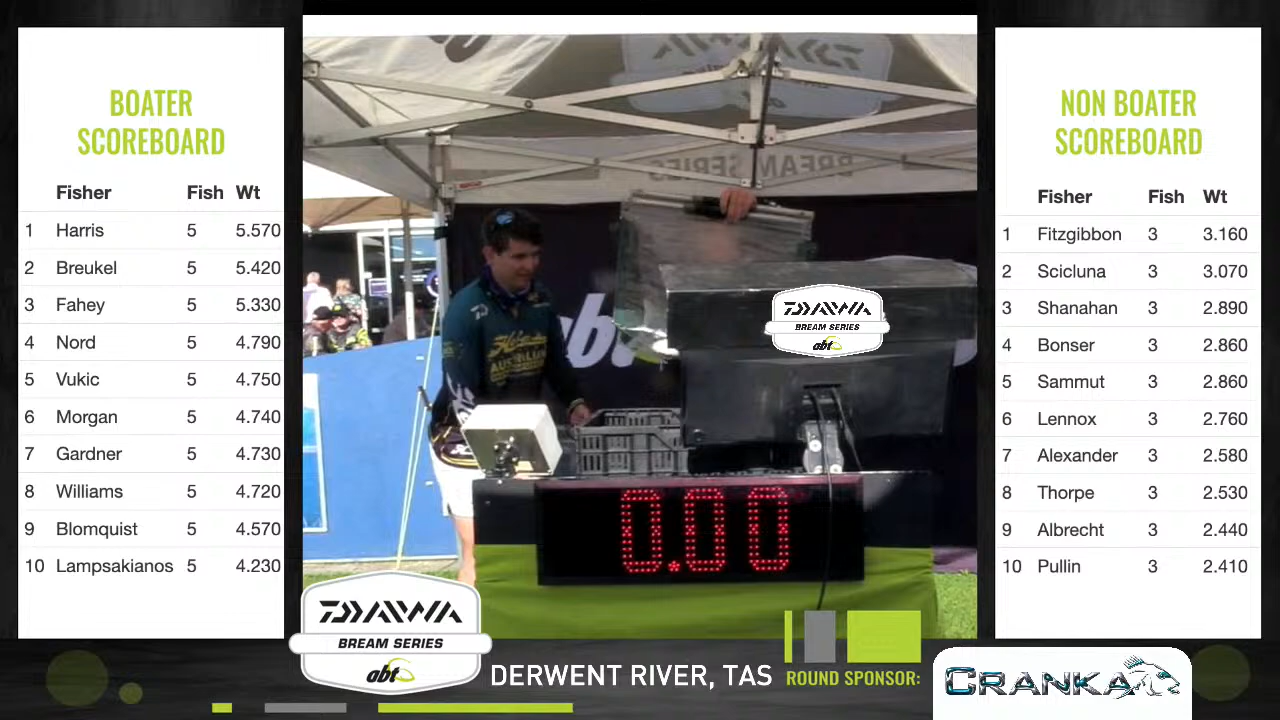 BOATER
SCOREBOARD
Fisher Fish Wt
1 Harris 5 5.570
2 Breukel 5 5.420
3 Fahey 5 5.330
4 Nord 5 4.790
5 Vukic 5 4.750
6 Morgan 5 4.740
7 Gardner 5 4.730
8 Williams 5 4.720
9 Blomquist 5 4.570
10 Lampsakianos 5 4.230
BREAM SERIES
DAIWA
BREAM SERIES
abt
abt
AUSTRALIAN
0.00
NON BOATER
SCOREBOARD
Fisher Fish Wt
1 Fitzgibbon 3 3.160
2 Scicluna 3 3.070
3 Shanahan 3 2.890
4 Bonser 3 2.860
5 Sammut 3 2.860
6 Lennox 3 2.760
7 Alexander 3 2.580
8 Thorpe 3 2.530
9 Albrecht 3 2.440
10 Pullin 3 2.410
DAIWA
BREAM SERIES
abt
DERWENT RIVER, TAS
ROUND SPONSOR:
CRANKA